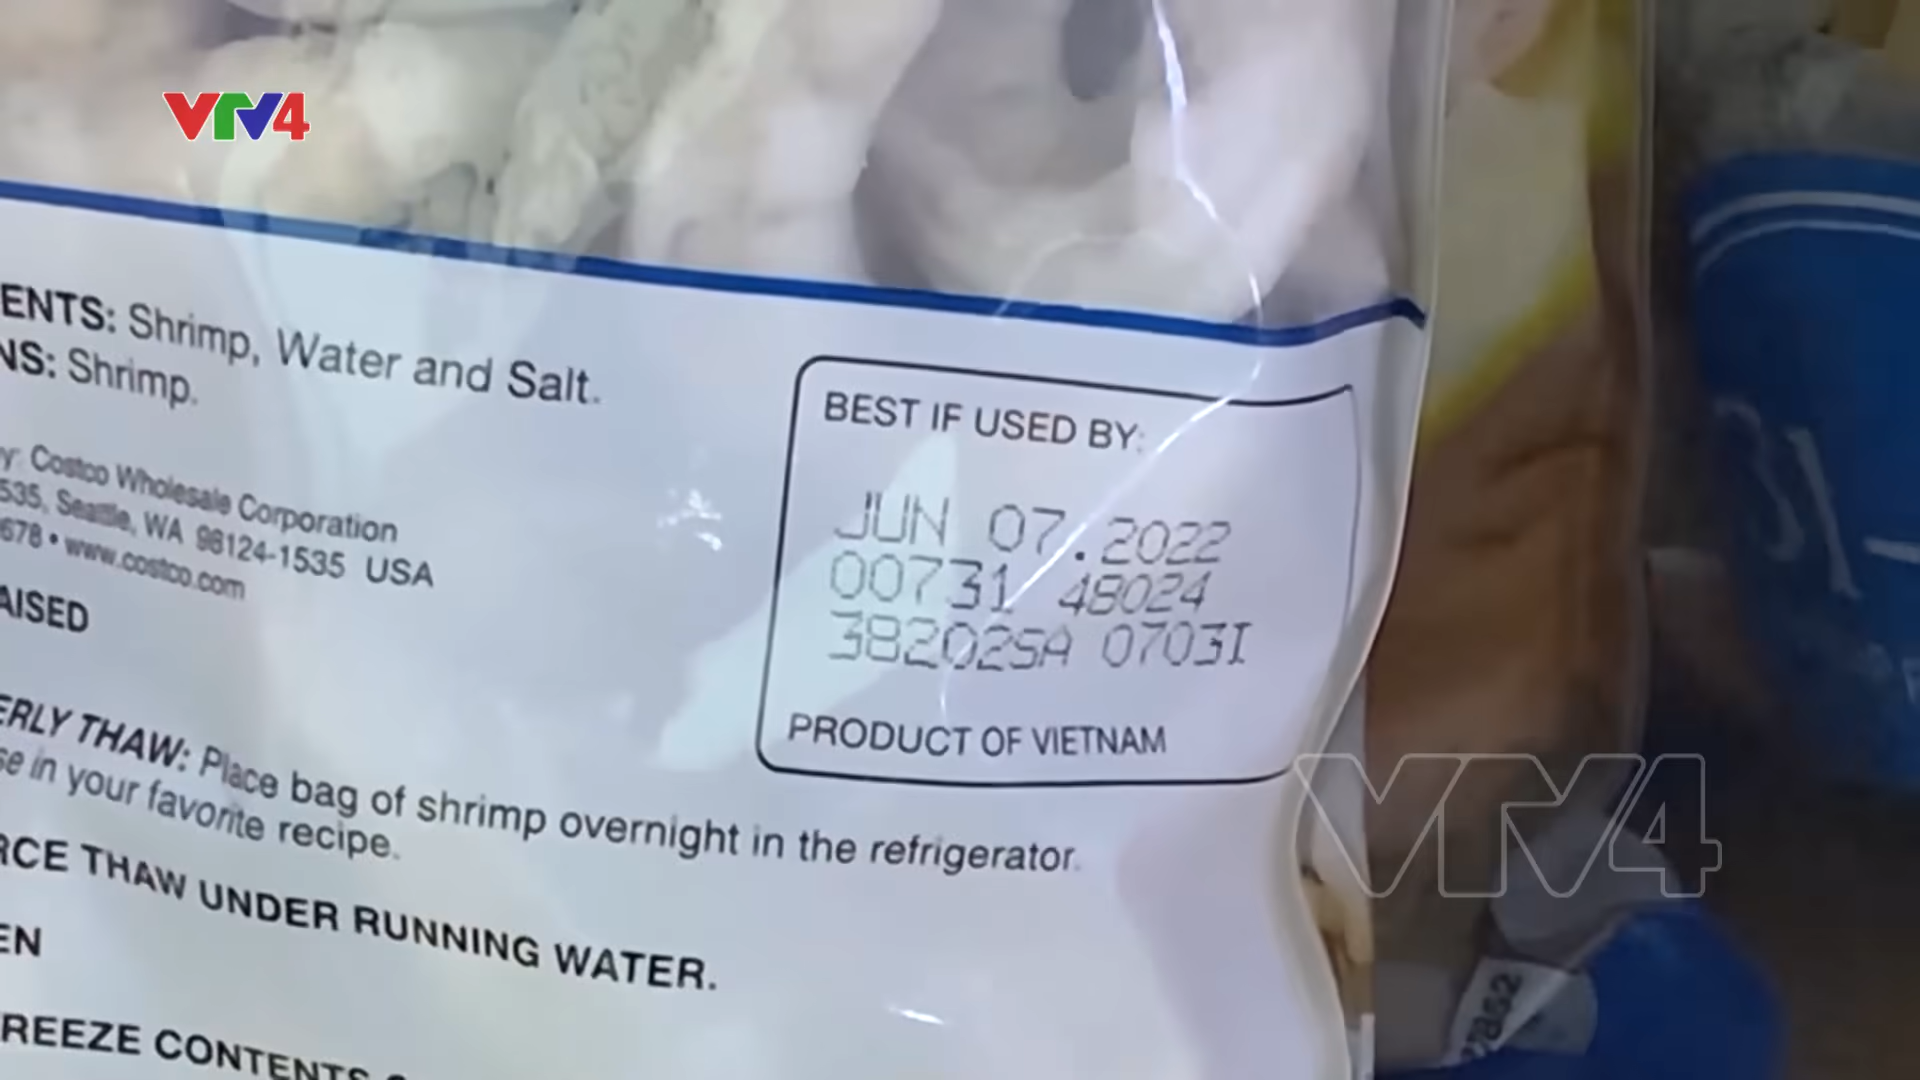 VTV4
ENTS: Shrimp, Water and Salt.
NS: Shrimp.
y: Costco Wholesale Corporation
535, Seattle, WA 98124-1535 USA
678 • www.costco.com
AISED
BEST IF USED BY:
JUN 07.2022
00731 48024
38202SA 0703I
PRODUCT OF VIETNAM
ERLY THAW: Place bag of shrimp overnight in the refrigerator.
se in your favorite recipe.
RCE THAW UNDER RUNNING WATER.
EN
REEZE CONTENTS
VTV4